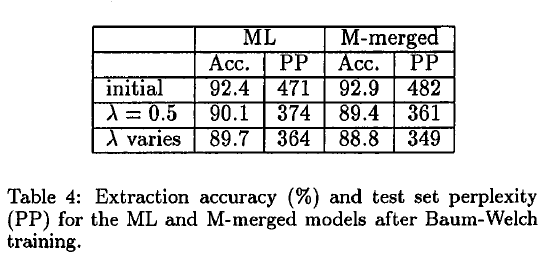 ML M-merged
Acc. PP Acc. PP
initial 92.4 471 92.9 482
λ = 0.5 90.1 374 89.4 361
λ varies 89.7 364 88.8 349
Table 4: Extraction accuracy (%) and test set perplexity
(PP) for the ML and M-merged models after Baum-Welch
training.